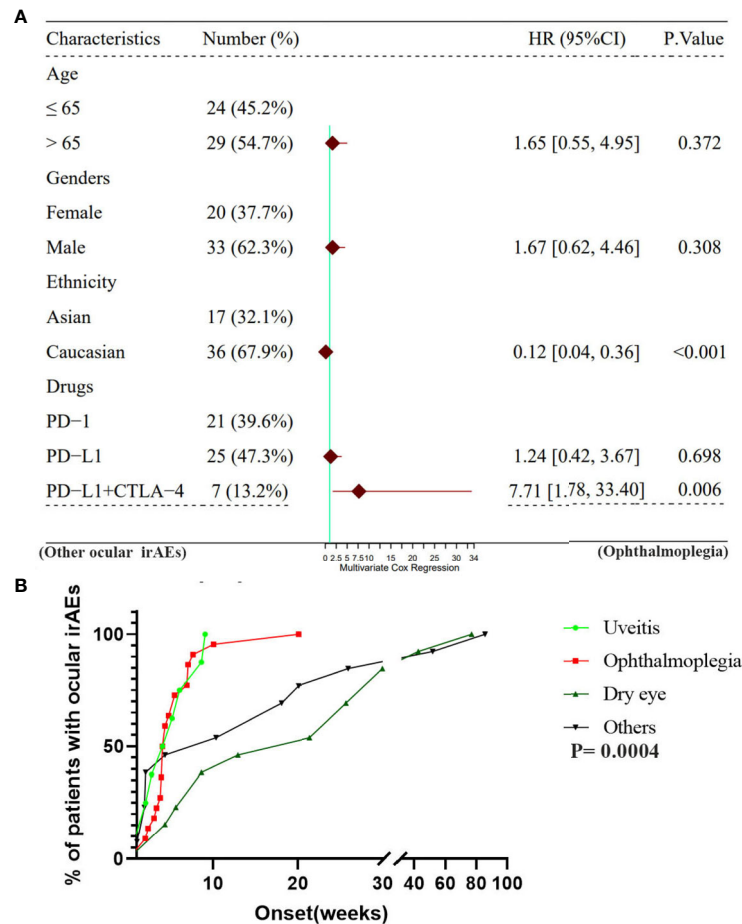 A
Characteristics Number (%) HR (95%CI) P.Value
Age
≤ 65 24 (45.2%)
> 65 29 (54.7%) 1.65 [0.55, 4.95] 0.372
Genders
Female 20 (37.7%)
Male 33 (62.3%) 1.67 [0.62, 4.46] 0.308
Ethnicity
Asian 17 (32.1%)
Caucasian 36 (67.9%) 0.12 [0.04, 0.36] <0.001
Drugs
PD−1 21 (39.6%)
PD−L1 25 (47.3%) 1.24 [0.42, 3.67] 0.698
PD−L1+CTLA−4 7 (13.2%) 7.71 [1.78, 33.40] 0.006
(Other ocular irAEs) 0 2.5 5 7.5 10 15 20 25 30 34 (Ophthalmoplegia)
Multivariate Cox Regression
B
% of patients with ocular irAEs
100
50
0
10 20 30 40 60 80 100
Onset(weeks)
Uveitis
Ophthalmoplegia
Dry eye
Others
P= 0.0004